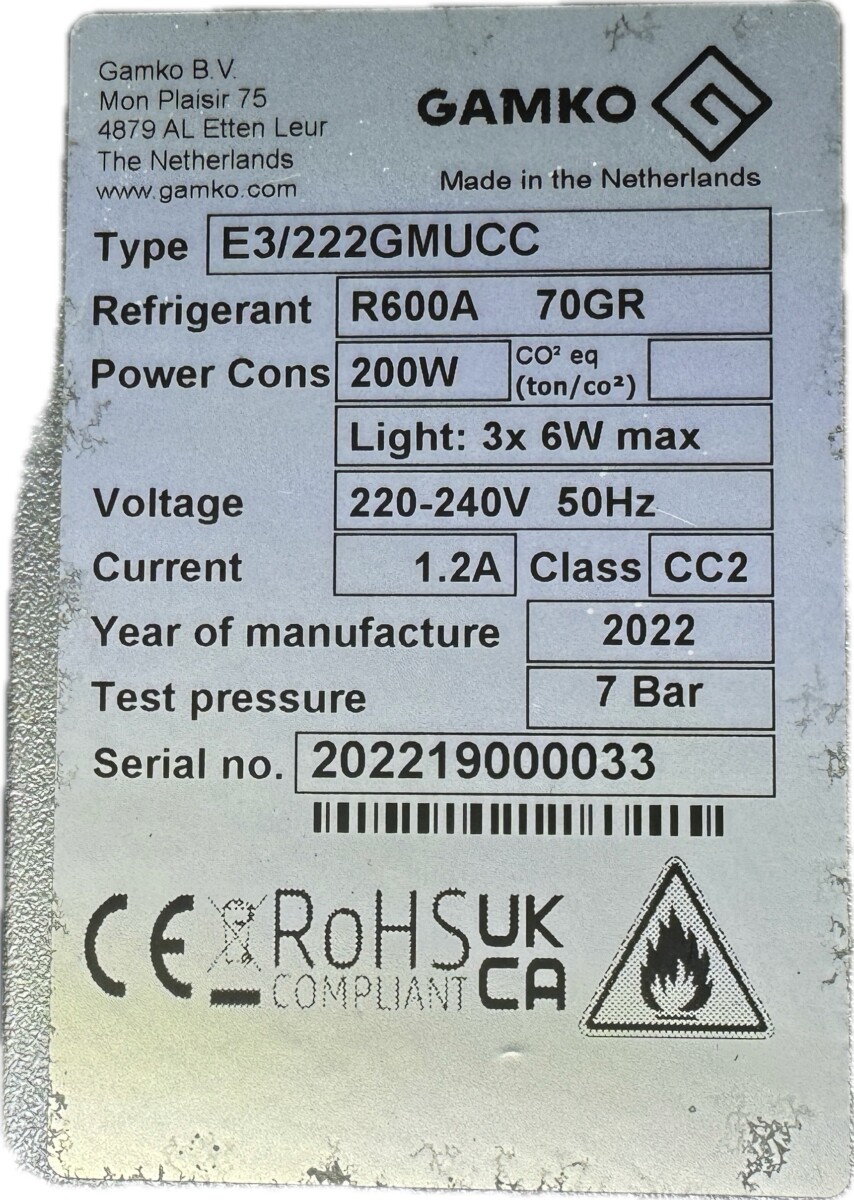 Gamko B.V.
Mon Plaisir 75
4879 AL Etten Leur
The Netherlands
www.gamko.com
GAMKO
Made in the Netherlands
Type E3/222GMUCC
Refrigerant R600A 70GR
Power Cons 200W CO² eq (ton/co²)
Light: 3x 6W max
Voltage 220-240V 50Hz
Current 1.2A Class CC2
Year of manufacture 2022
Test pressure 7 Bar
Serial no. 202219000033
CE RoHS COMPLIANT UK CA